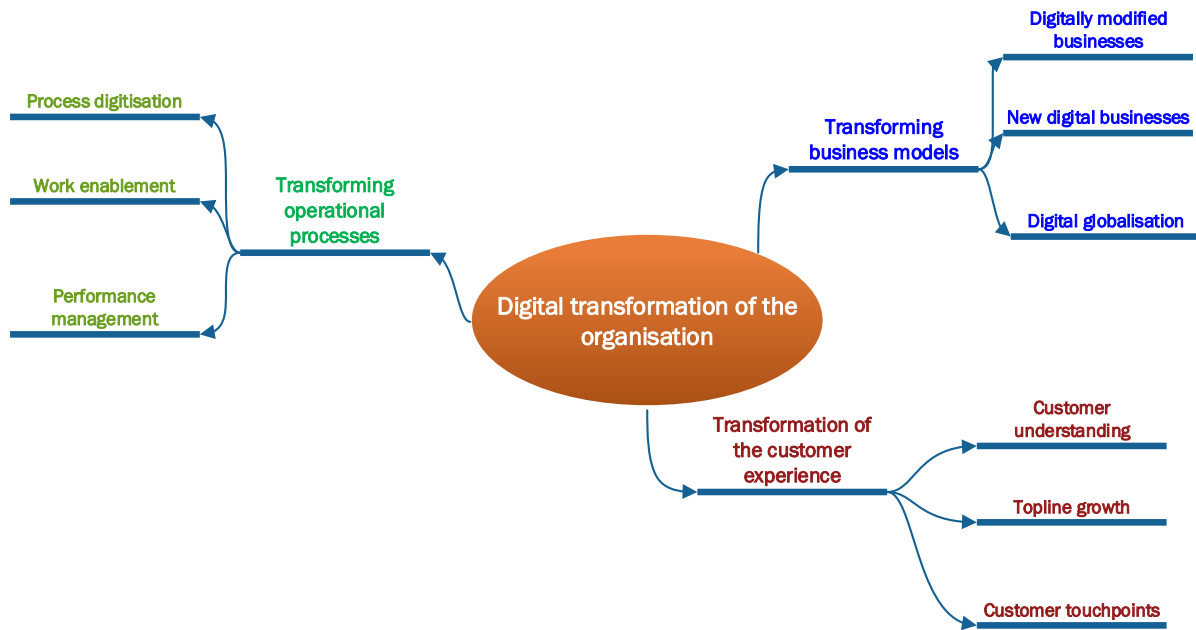 Digital transformation of the
organisation
Transforming
operational
processes
Process digitisation
Work enablement
Performance
management
Transforming
business models
Digitally modified
businesses
New digital businesses
Digital globalisation
Transformation of
the customer
experience
Customer
understanding
Topline growth
Customer touchpoints